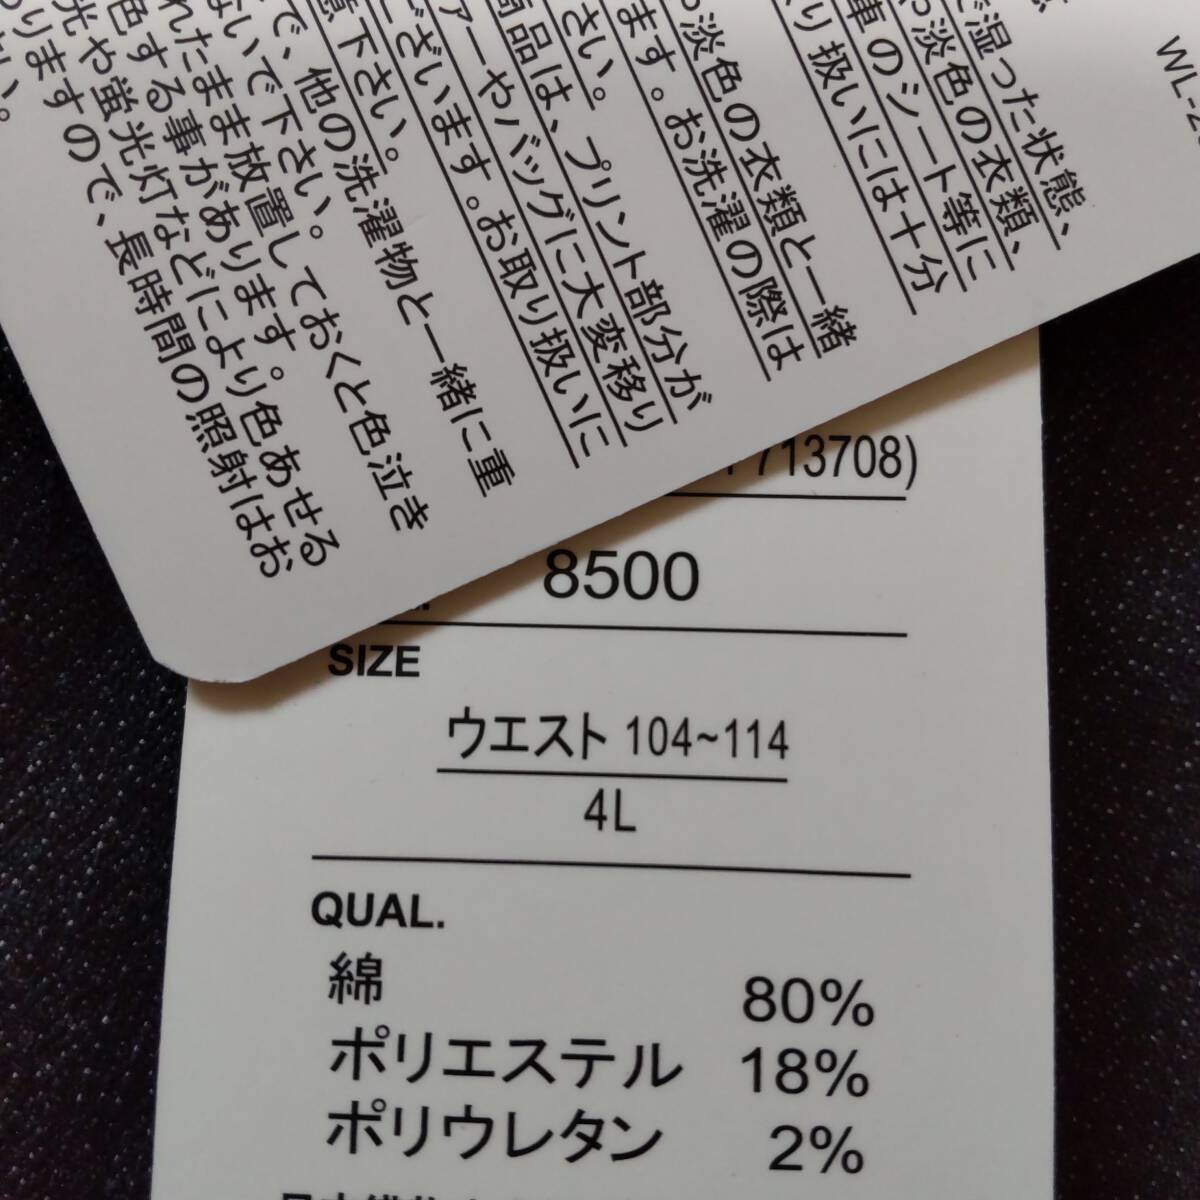 WL-2
で湿った状態、
や淡色の衣類、
車のシート等に
り扱いには十分
淡色の衣類と一緒
ます。お洗濯の際は
さい。
商品は、プリント部分が
ァーやバッグに大変移り
ございます。お取り扱いに
意下さい。
で、他の洗濯物と一緒に重
ないで下さい。
れたまま放置しておくと色泣き
色する事があります。
光や蛍光灯などにより色あせる
りますので、長時間の照射はお
い。
713708)
8500
SIZE
ウエスト 104~114
4L
QUAL.
綿 80%
ポリエステル 18%
ポリウレタン 2%